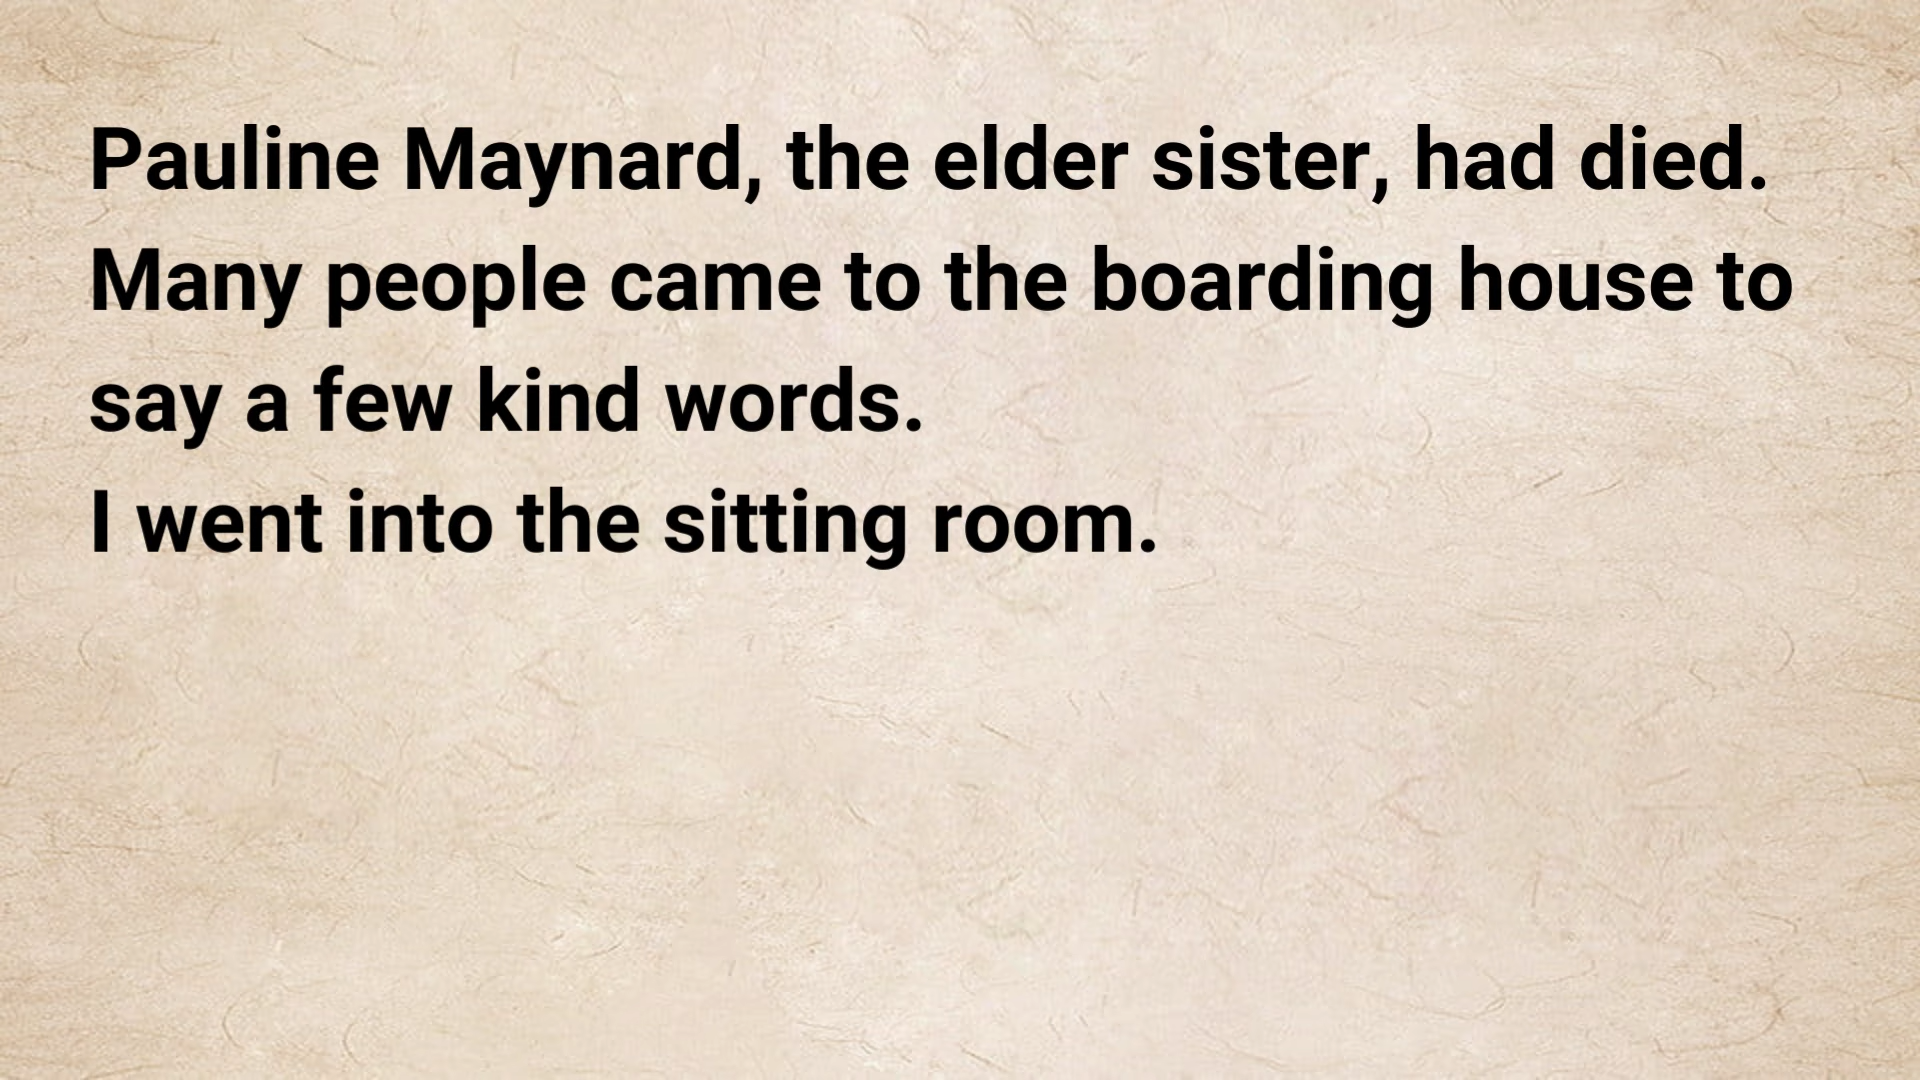 Pauline Maynard, the elder sister, had died.
Many people came to the boarding house to
say a few kind words.
I went into the sitting room.